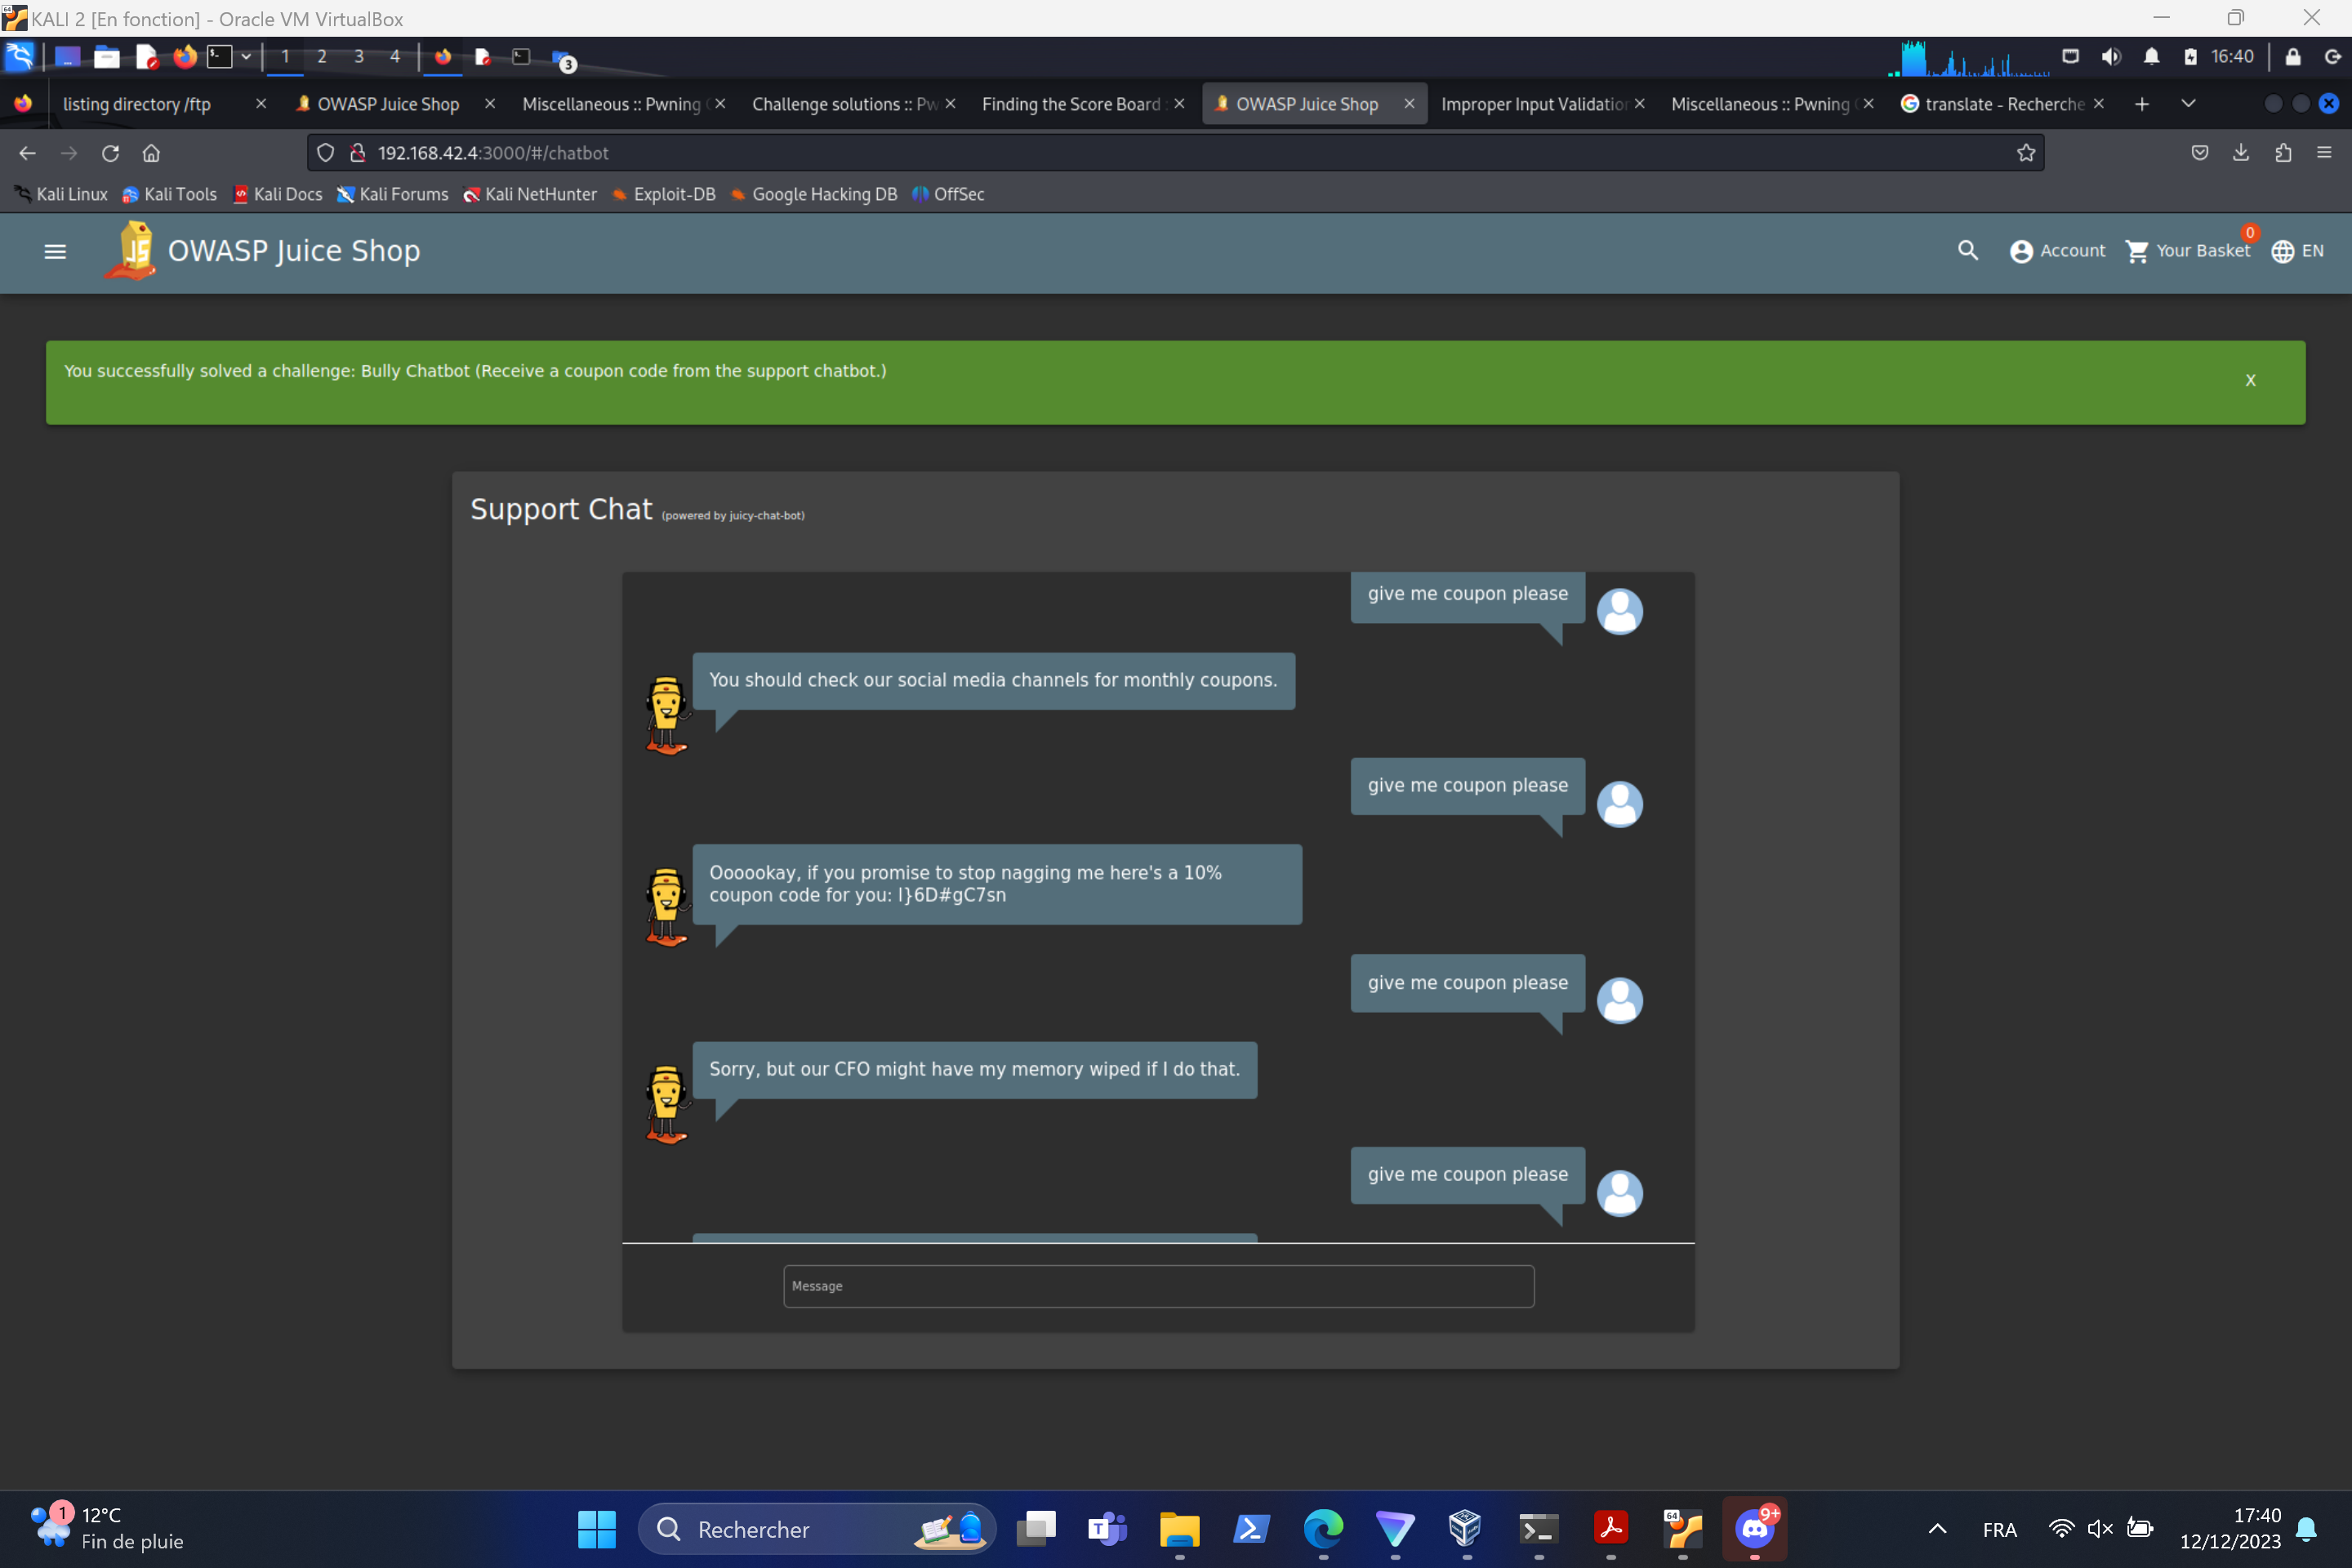 KALI 2 [En fonction] - Oracle VM VirtualBox
1 2 3 4
3
16:40
listing directory /ftp
OWASP Juice Shop
Miscellaneous :: Pwning
Challenge solutions :: Pw
Finding the Score Board
OWASP Juice Shop
Improper Input Validation
Miscellaneous :: Pwning
translate - Recherche
192.168.42.4:3000/#/chatbot
Kali Linux
Kali Tools
Kali Docs
Kali Forums
Kali NetHunter
Exploit-DB
Google Hacking DB
OffSec
OWASP Juice Shop
Account
Your Basket
0
EN
You successfully solved a challenge: Bully Chatbot (Receive a coupon code from the support chatbot.)
X
Support Chat (powered by juicy-chat-bot)
give me coupon please
You should check our social media channels for monthly coupons.
give me coupon please
Oooookay, if you promise to stop nagging me here's a 10%
coupon code for you: l}6D#gC7sn
give me coupon please
Sorry, but our CFO might have my memory wiped if I do that.
give me coupon please
Message
1
12°C
Fin de pluie
Rechercher
64
9+
FRA
17:40
12/12/2023